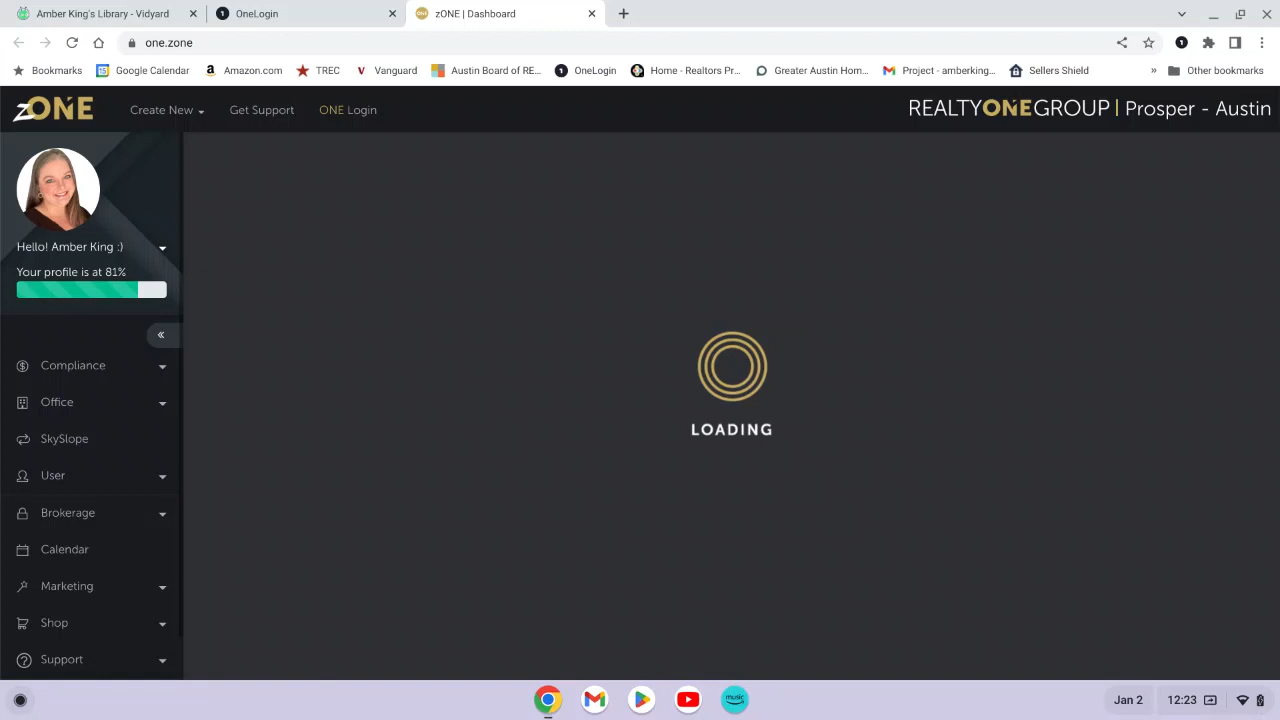 Amber King's Library - Vidyard
OneLogin
zONE | Dashboard
one.zone
Bookmarks
Google Calendar
Amazon.com
TREC
Vanguard
Austin Board of RE...
OneLogin
Home - Realtors Pr...
Greater Austin Hom...
Project - amberking...
Sellers Shield
»
Other bookmarks
zONE
Create New
Get Support
ONE Login
REALTYONEGROUP | Prosper - Austin
Hello! Amber King :)
Your profile is at 81%
«
Compliance
Office
SkySlope
User
Brokerage
Calendar
Marketing
Shop
Support
LOADING
music
Jan 2
12:23